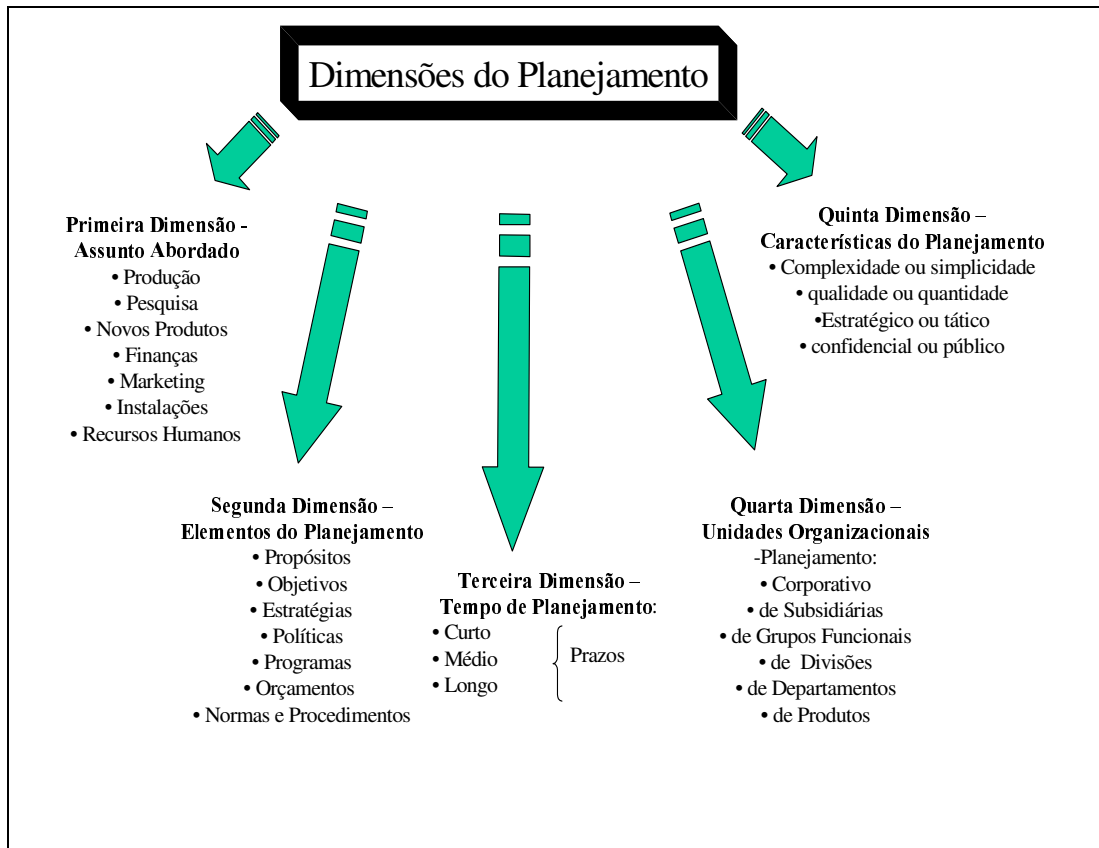 Dimensões do Planejamento
Primeira Dimensão -
Assunto Abordado
• Produção
• Pesquisa
• Novos Produtos
• Finanças
• Marketing
• Instalações
• Recursos Humanos
Segunda Dimensão –
Elementos do Planejamento
• Propósitos
• Objetivos
• Estratégias
• Políticas
• Programas
• Orçamentos
• Normas e Procedimentos
Terceira Dimensão –
Tempo de Planejamento:
• Curto
• Médio
• Longo
Prazos
Quarta Dimensão –
Unidades Organizacionais
-Planejamento:
• Corporativo
• de Subsidiárias
• de Grupos Funcionais
• de Divisões
• de Departamentos
• de Produtos
Quinta Dimensão –
Características do Planejamento
• Complexidade ou simplicidade
• qualidade ou quantidade
•Estratégico ou tático
• confidencial ou público